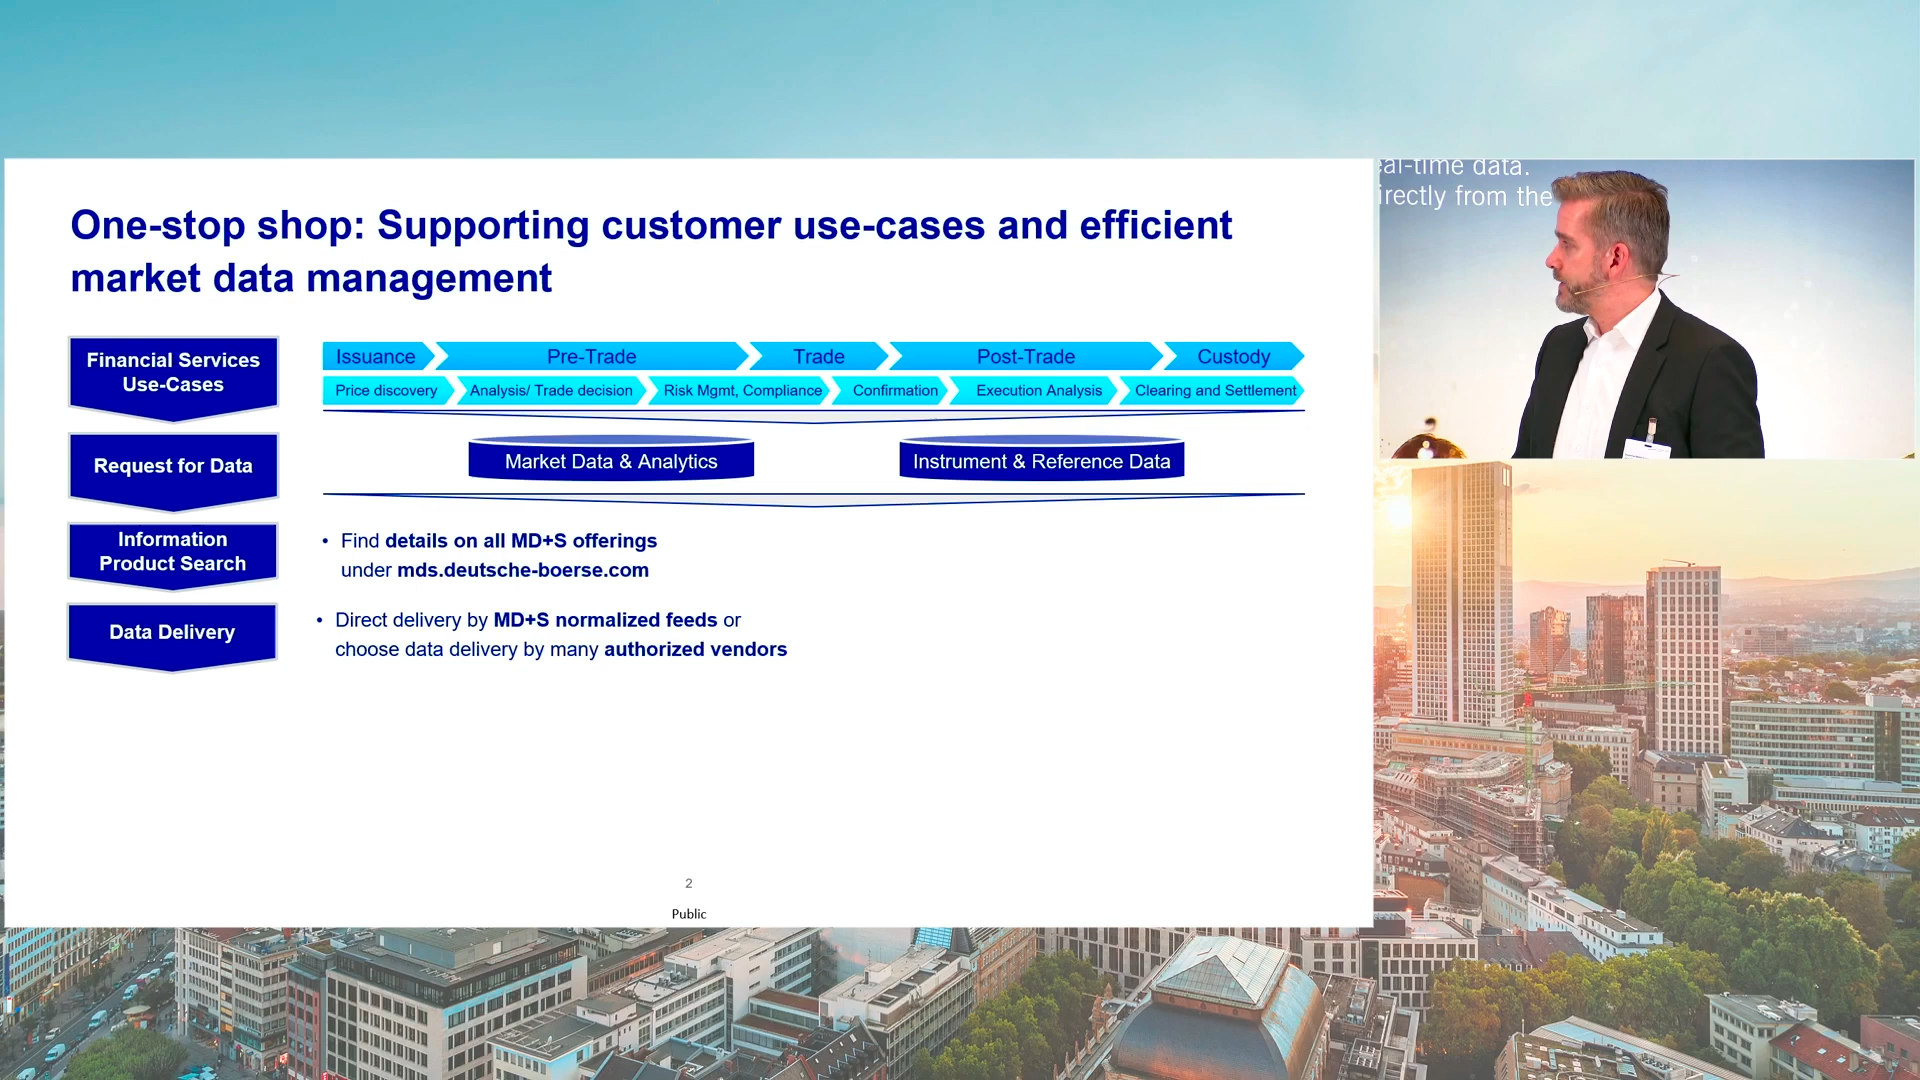 One-stop shop: Supporting customer use-cases and efficient
market data management
Financial Services
Use-Cases
Issuance
Pre-Trade
Trade
Post-Trade
Custody
Price discovery
Analysis/ Trade decision
Risk Mgmt, Compliance
Confirmation
Execution Analysis
Clearing and Settlement
Request for Data
Market Data & Analytics
Instrument & Reference Data
Information
Product Search
• Find details on all MD+S offerings
under mds.deutsche-boerse.com
Data Delivery
• Direct delivery by MD+S normalized feeds or
choose data delivery by many authorized vendors
2
Public
data.
from the